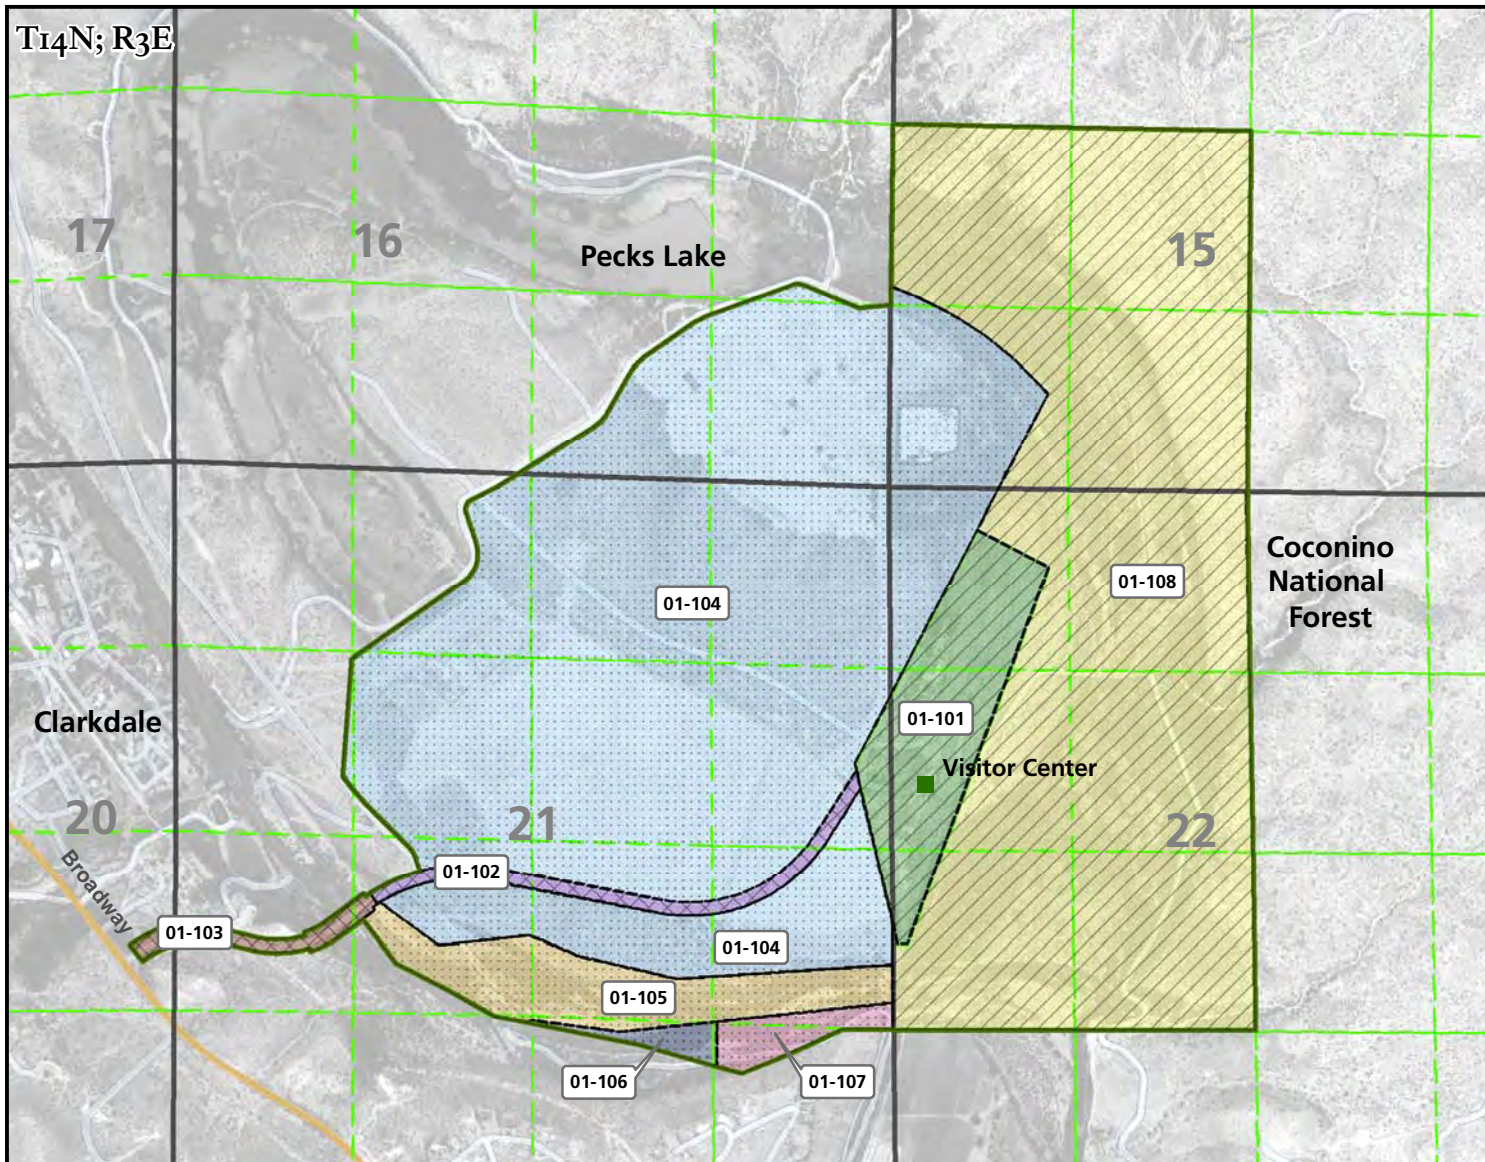 T14N; R3E
17
16
15
Pecks Lake
Coconino
National
Forest
01-108
01-104
01-101
Clarkdale
Visitor Center
20
21
22
Broadway
01-102
01-103
01-104
01-105
01-106
01-107